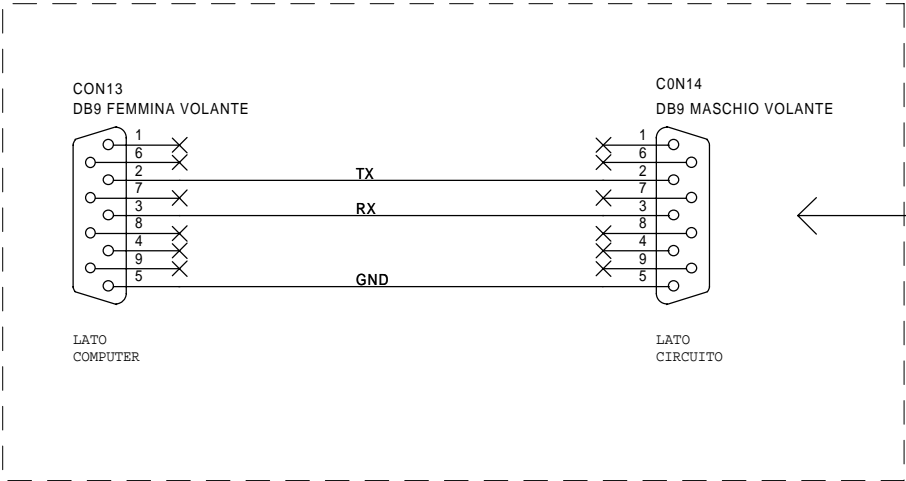 CON13
DB9 FEMMINA VOLANTE
C0N14
DB9 MASCHIO VOLANTE
1
6
2
7
3
8
4
9
5
TX
RX
GND
1
6
2
7
3
8
4
9
5
LATO
COMPUTER
LATO
CIRCUITO